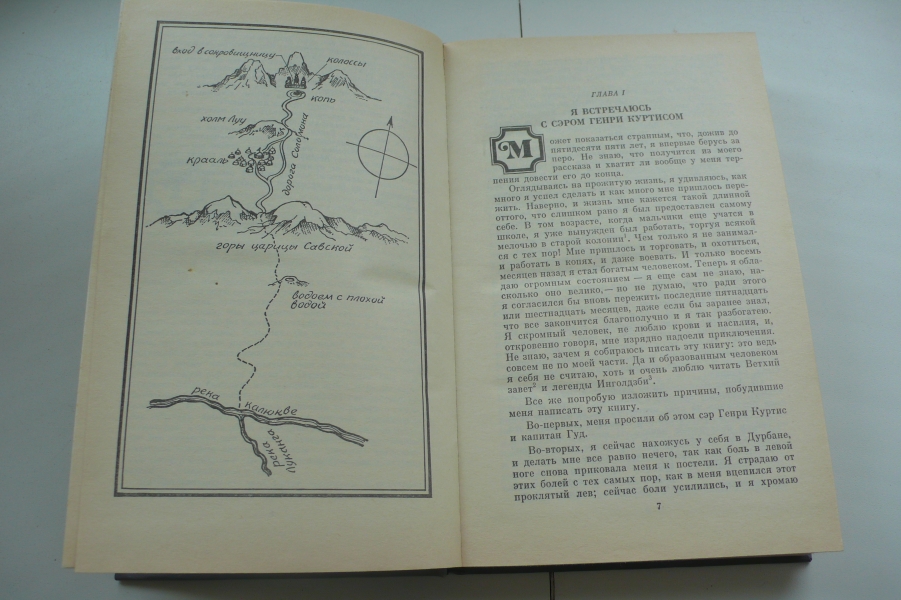 вход в сокровищницу
колоссы
копь
холм Луу
крааль
дорога Соломона
горы царицы Савской
водоем с плохой
водой
река
Калюкве
река
Луканга
ГЛАВА I
Я ВСТРЕЧАЮСЬ
С СЭРОМ ГЕНРИ КУРТИСОМ
Может показаться странным, что, дожив до
пятидесяти пяти лет, я впервые берусь за
перо. Не знаю, что получится из моего
рассказа и хватит ли вообще у меня тер-
пения довести его до конца.
Оглядываясь на прожитую жизнь, я удивляюсь, как
много я успел сделать и как много мне пришлось пере-
жить. Наверно, и жизнь мне кажется такой длинной
оттого, что слишком рано я был предоставлен самому
себе. В том возрасте, когда мальчики еще учатся в
школе, я уже вынужден был работать, торгуя всякой
мелочью в старой колонии¹. Чем только я не занимал-
ся с тех пор! Мне пришлось и торговать, и охотиться,
и работать в копях, и даже воевать. И только восемь
месяцев назад я стал богатым человеком. Теперь я обла-
даю огромным состоянием — я еще сам не знаю, на-
сколько оно велико,— но не думаю, что ради этого
я согласился бы вновь пережить последние пятнадцать
или шестнадцать месяцев, даже если бы заранее знал,
что все закончится благополучно и я так разбогатею.
Я скромный человек, не люблю крови и насилия, и,
откровенно говоря, мне изрядно надоели приключения.
Не знаю, зачем я собираюсь писать эту книгу: это ведь
совсем не по моей части. Да и образованным человеком
я себя не считаю, хоть и очень люблю читать Ветхий
завет² и легенды Инголдзби³.
Все же попробую изложить причины, побудившие
меня написать эту книгу.
Во-первых, меня просили об этом сэр Генри Куртис
и капитан Гуд.
Во-вторых, я сейчас нахожусь у себя в Дурбане,
и делать мне все равно нечего, так как боль в левой
ноге снова приковала меня к постели. Я страдаю от
этих болей с тех самых пор, как в меня вцепился этот
проклятый лев; сейчас боли усилились, и я хромаю
7